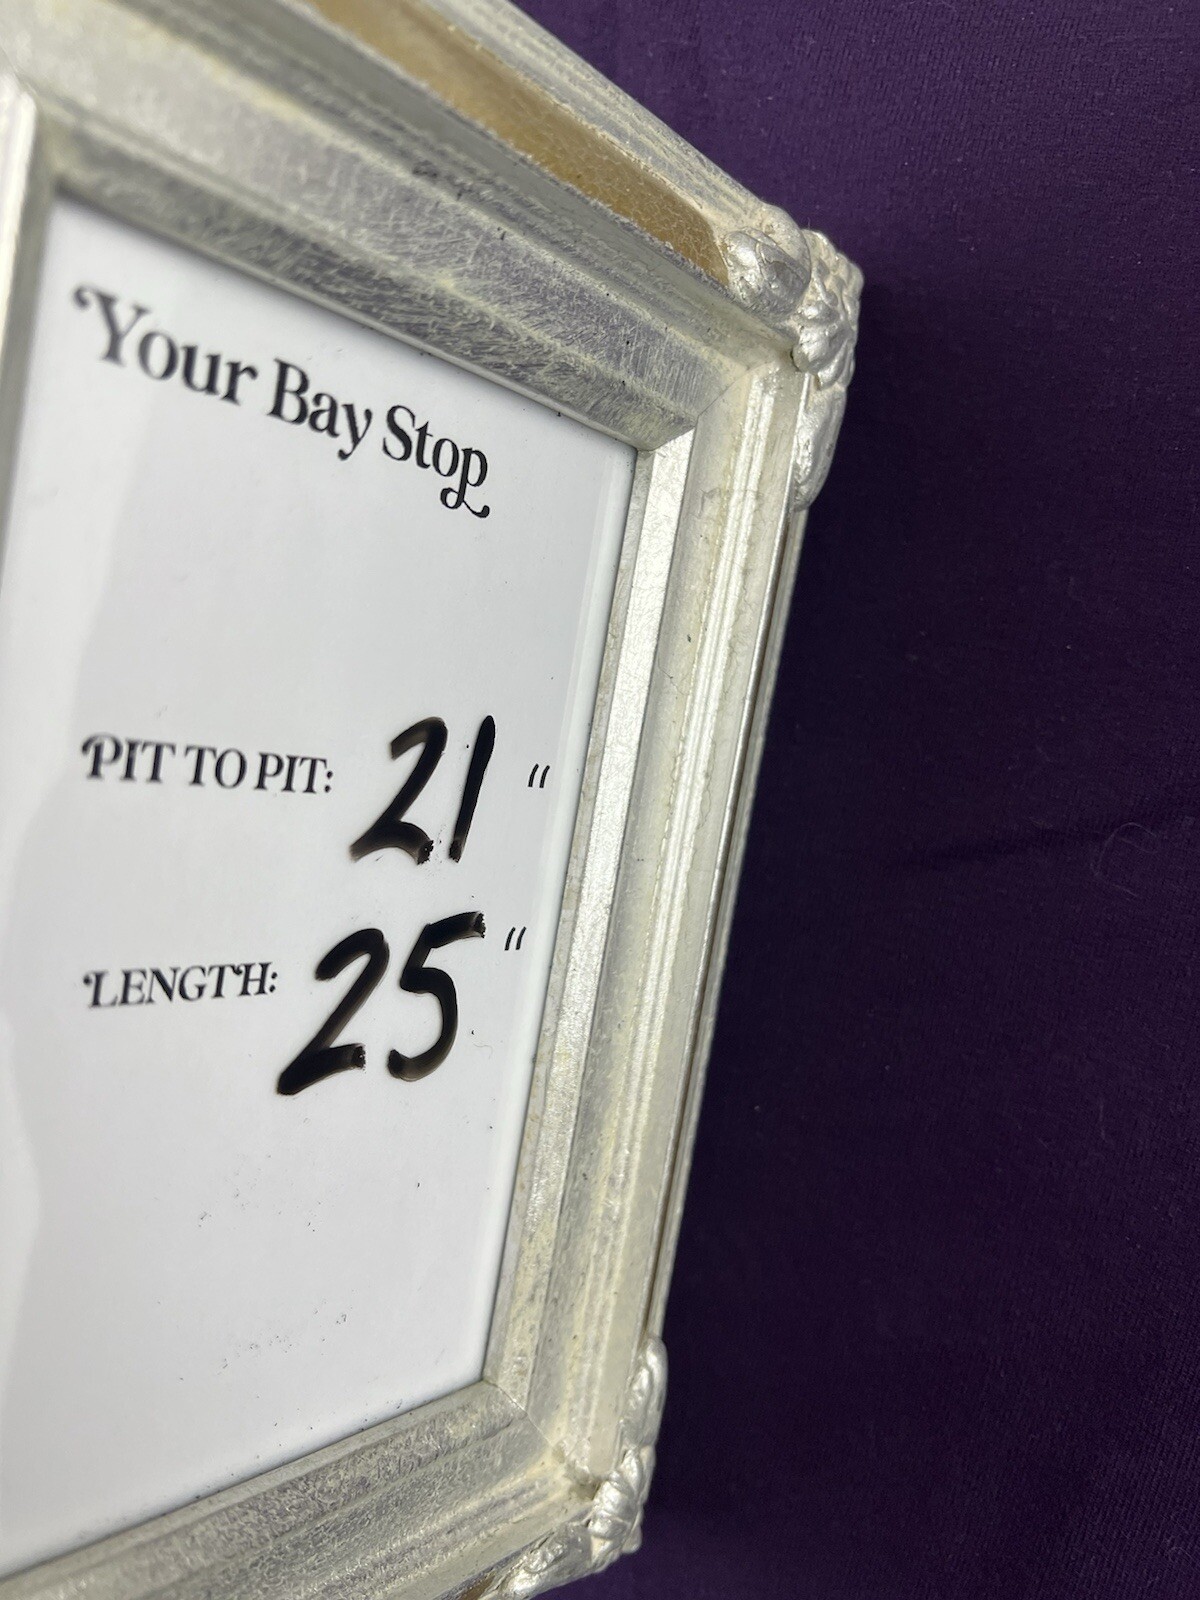 Your Bay Stop
PIT TO PIT: 21 "
LENGTH: 25 "